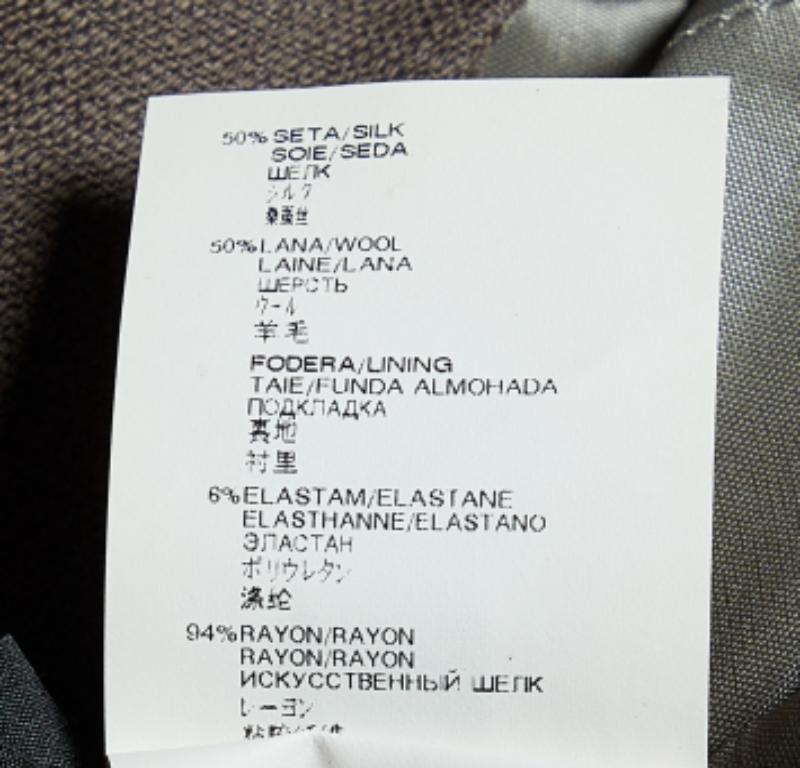 50% SETA/SILK
SOIE/SEDA
ШЕЛК
シルク
桑蚕丝
50% LANA/WOOL
LAINE/LANA
ШЕРСТЬ
ウール
羊毛
FODERA/LINING
TAIE/FUNDA ALMOHADA
ПОДКЛАДКА
裏地
衬里
6% ELASTAM/ELASTANE
ELASTHANNE/ELASTANO
ЭЛАСТАН
ポリウレタン
涤纶
94% RAYON/RAYON
RAYON/RAYON
ИСКУССТВЕННЫЙ ШЕЛК
レーヨン